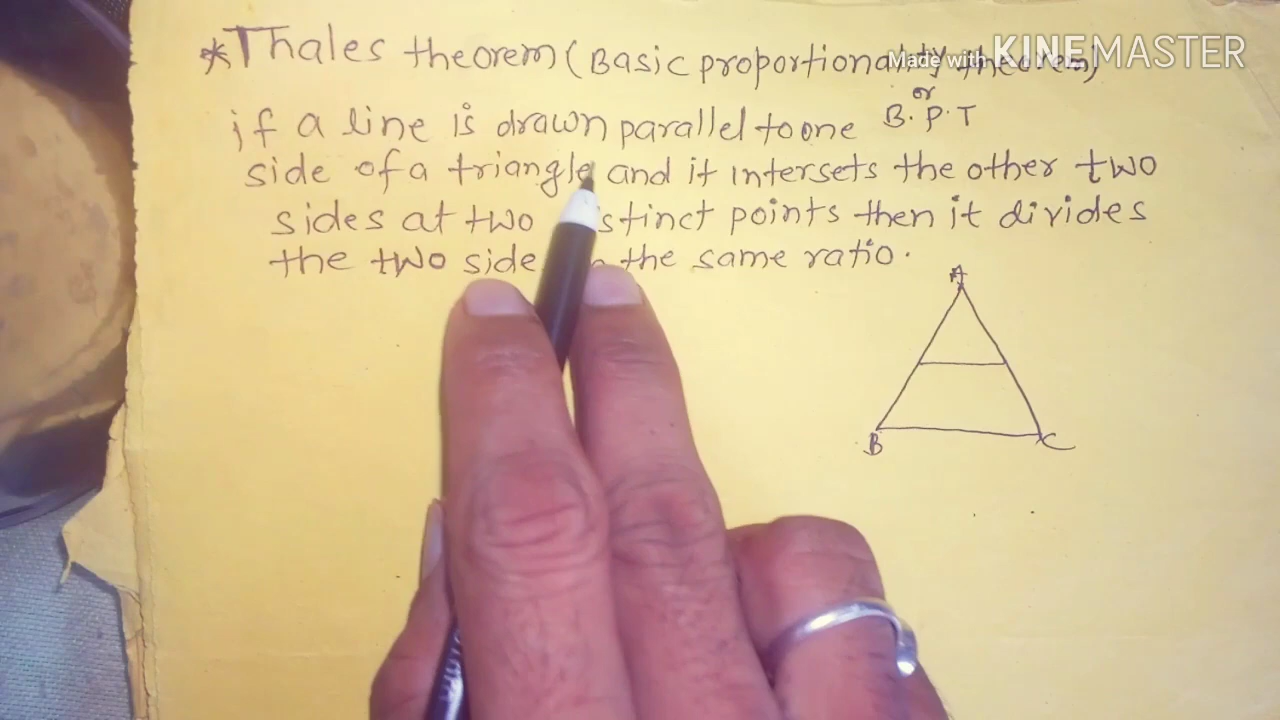 *Thales theorem (Basic proportionality theorem)
Made with KINEMASTER
or
B.P.T
if a line is drawn parallel to one
side of a triangle and it intersets the other two
sides at two stinct points then it divides
the two side the same ratio.
A
B
C